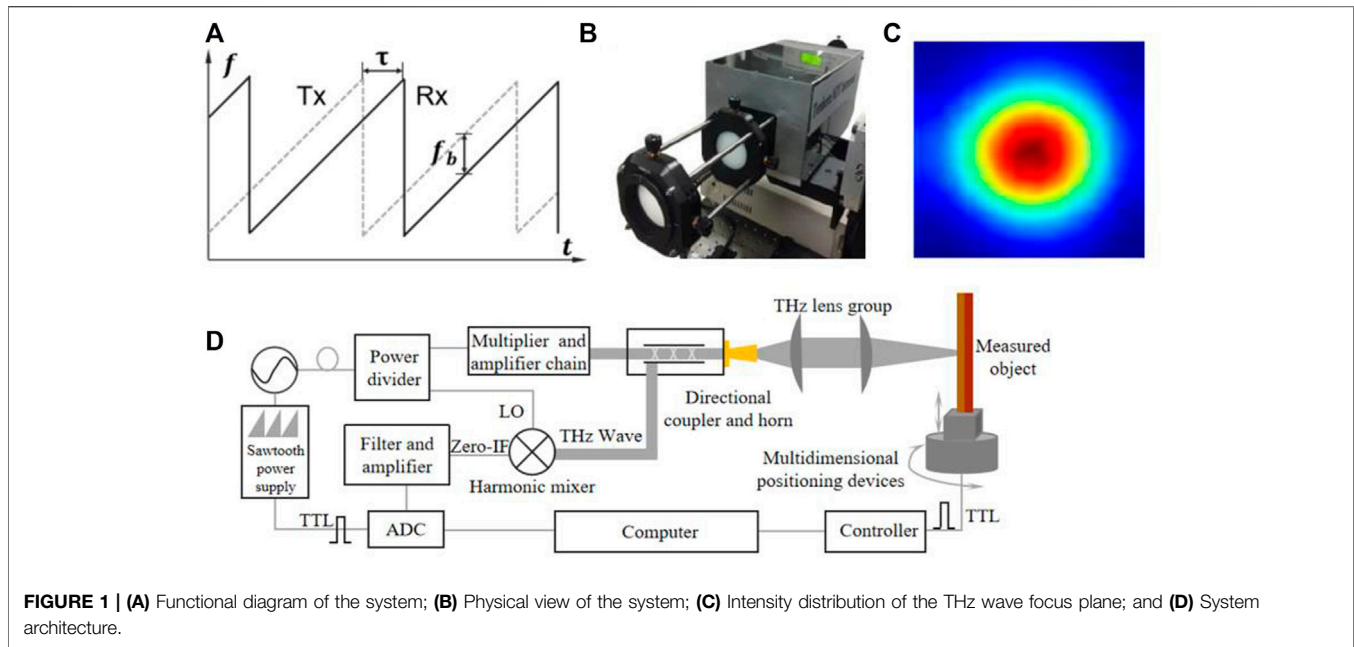 A
f
τ
Tx
Rx
f_b
t
B
C
D
Power
divider
Multiplier and
amplifier chain
THz lens group
Measured
object
Directional
coupler and horn
LO
Sawtooth
power
supply
Filter and
amplifier
Zero-IF
THz Wave
Harmonic mixer
Multidimensional
positioning devices
TTL
ADC
Computer
Controller
TTL
FIGURE 1 | (A) Functional diagram of the system; (B) Physical view of the system; (C) Intensity distribution of the THz wave focus plane; and (D) System
architecture.